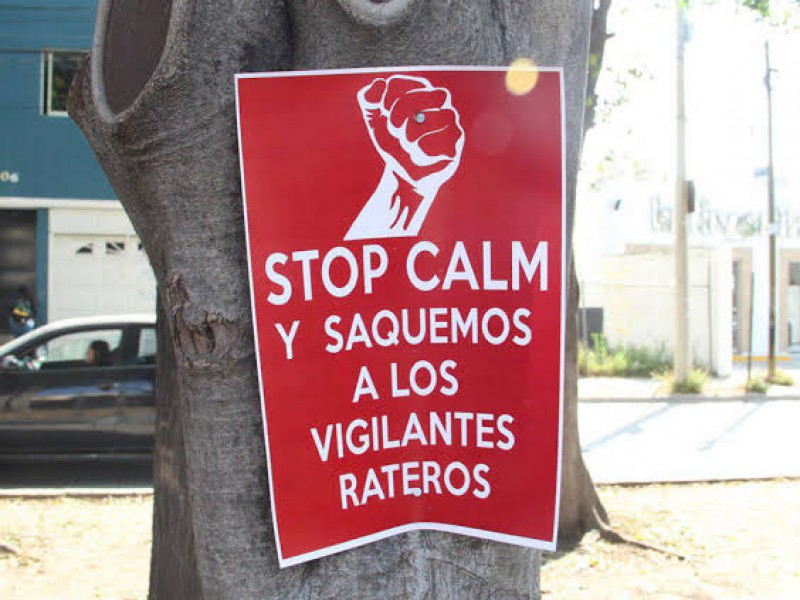 STOP CALM
Y SAQUEMOS
A LOS
VIGILANTES
RATEROS